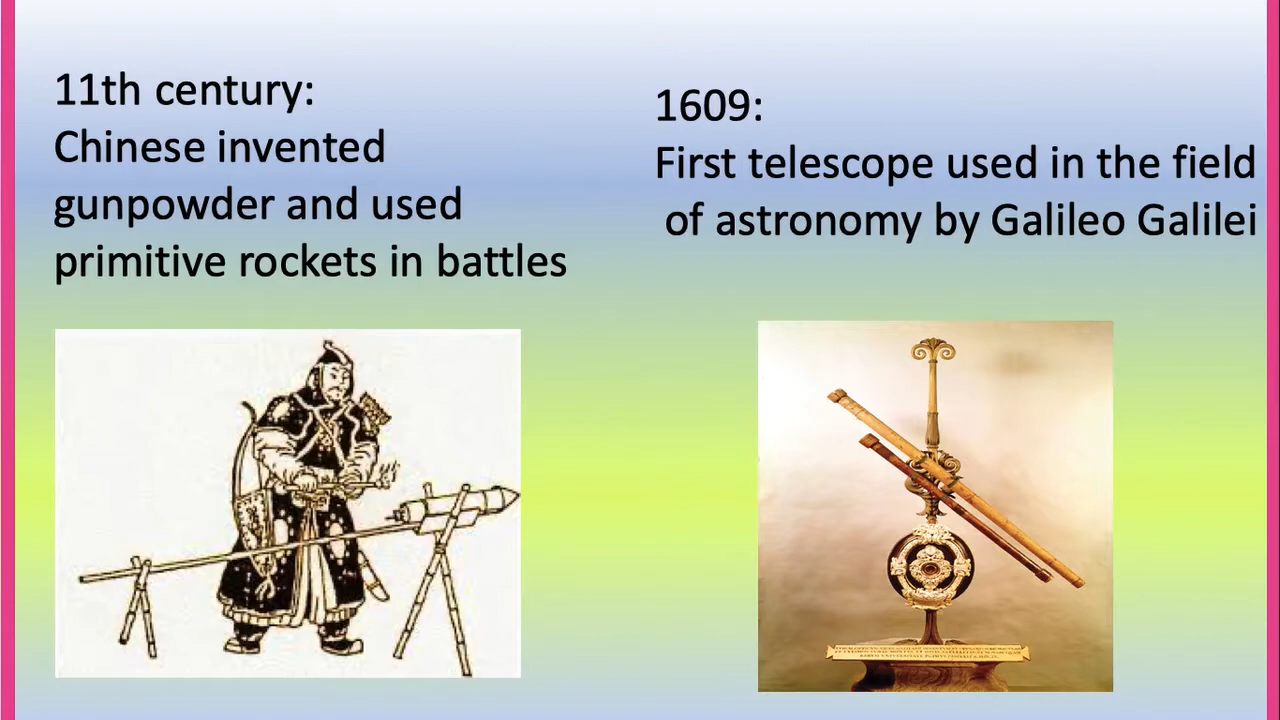 11th century:
Chinese invented
gunpowder and used
primitive rockets in battles
1609:
First telescope used in the field
of astronomy by Galileo Galilei